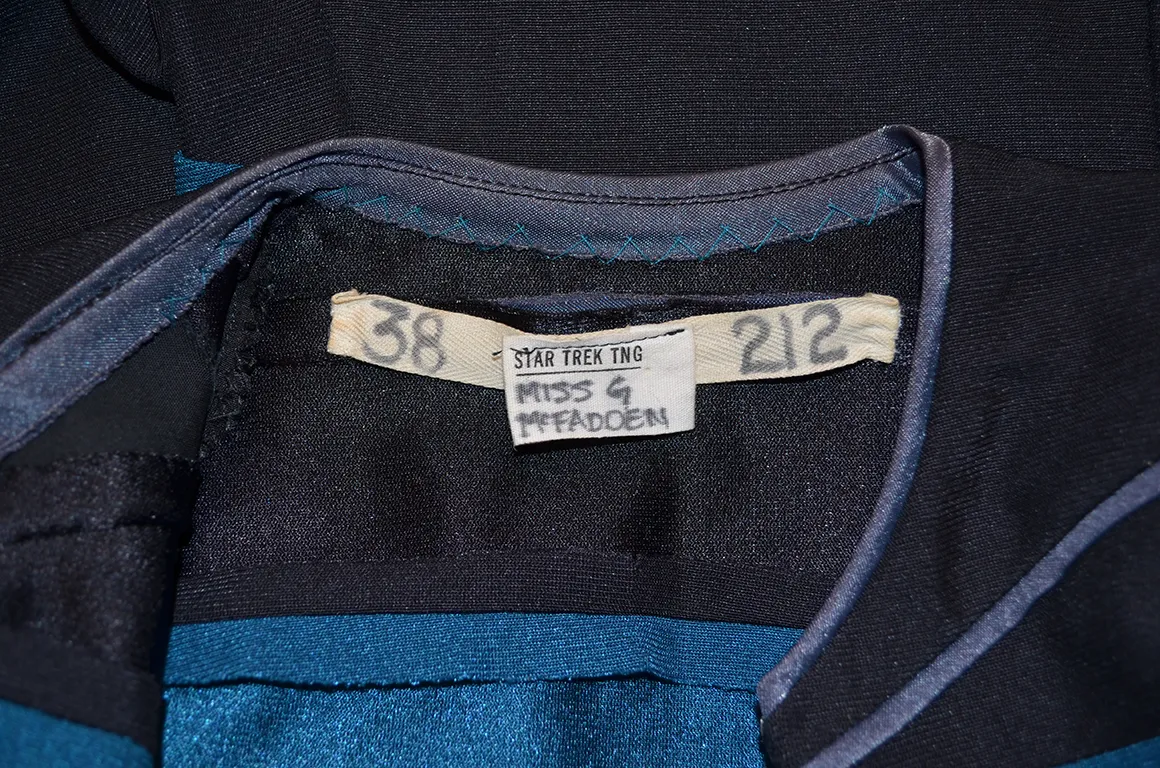 38
STAR TREK TNG
MISS G
McFADDEN
212